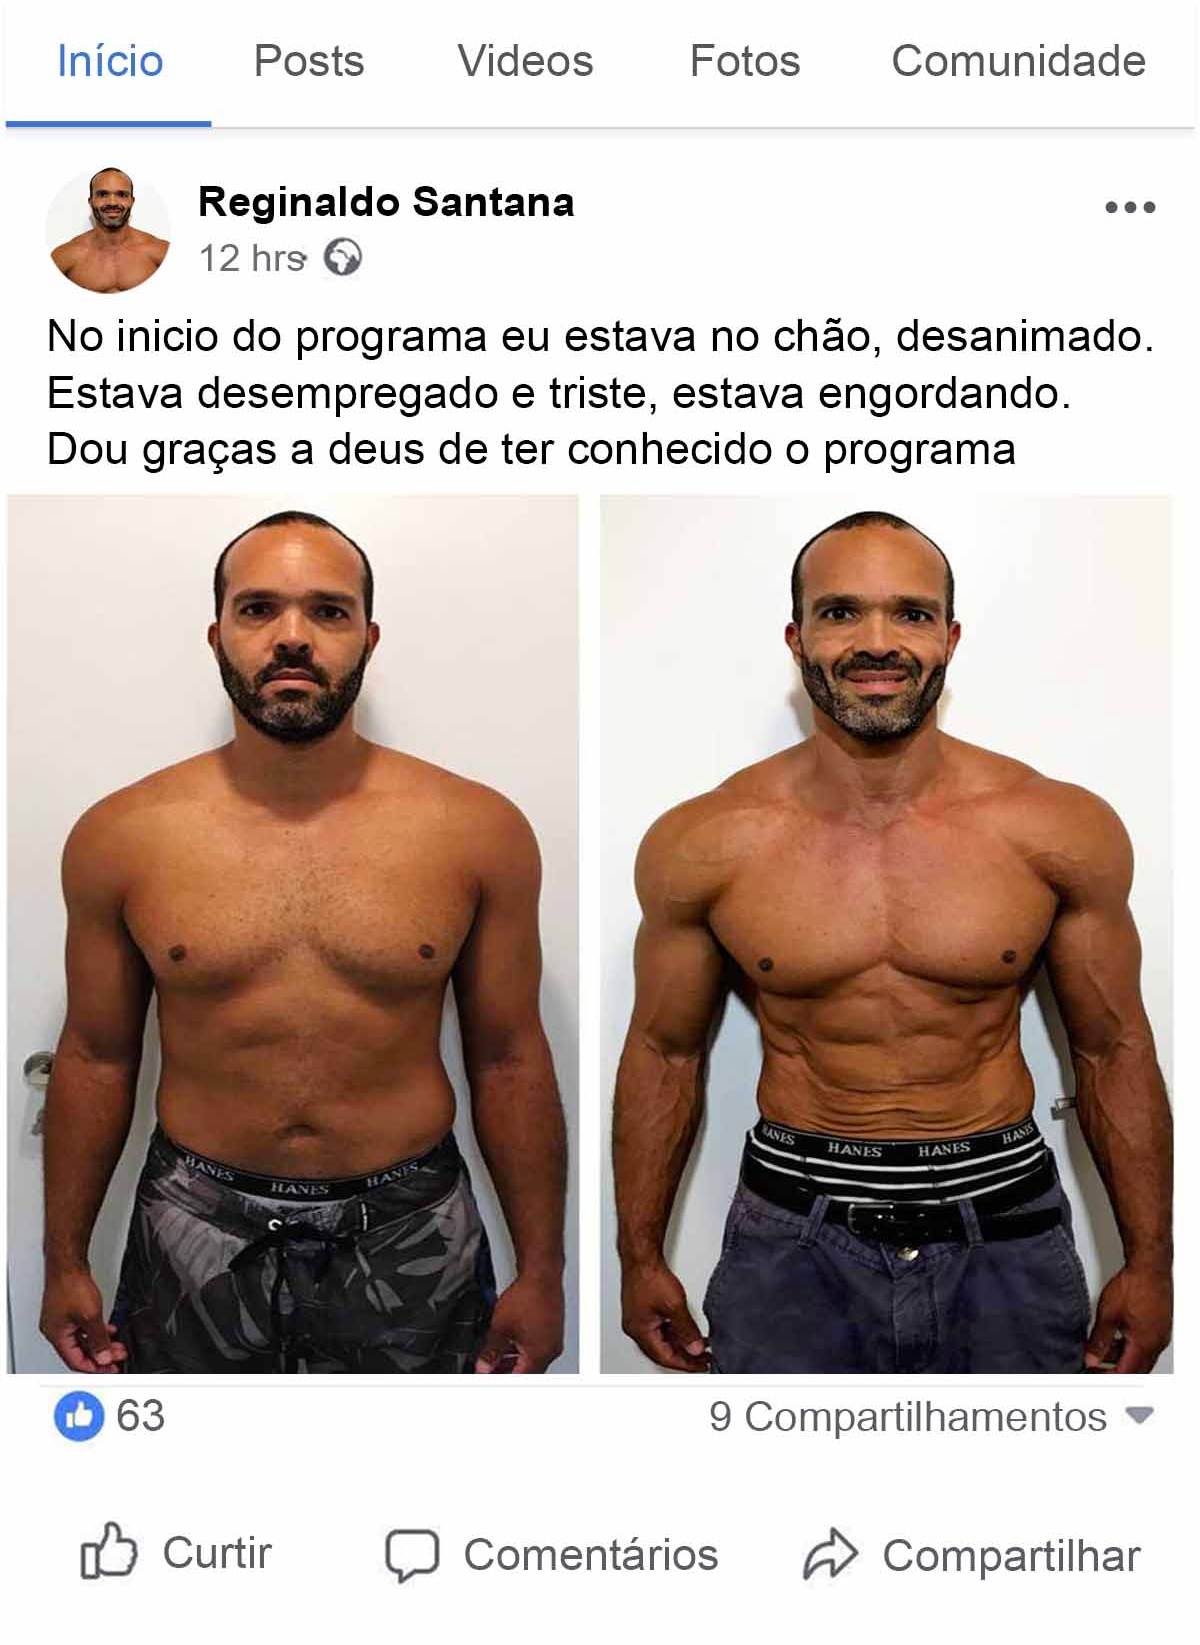 Início Posts Videos Fotos Comunidade
Reginaldo Santana
12 hrs
No inicio do programa eu estava no chão, desanimado.
Estava desempregado e triste, estava engordando.
Dou graças a deus de ter conhecido o programa
HANES HANES HANES
HANES HANES HANES HANES
63 9 Compartilhamentos
Curtir Comentários Compartilhar